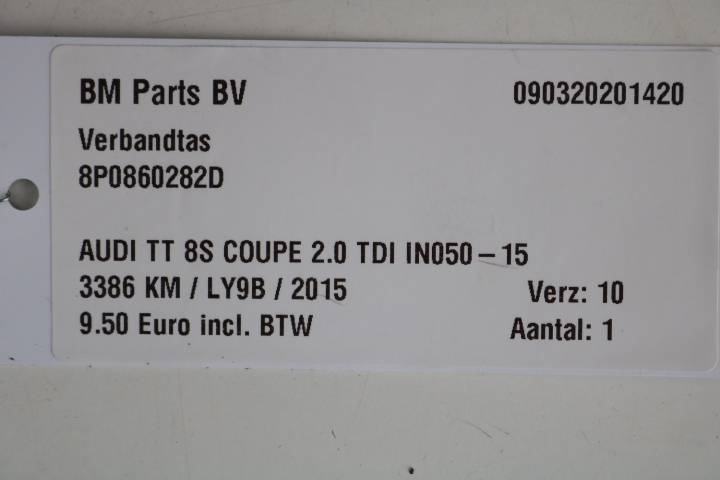 BM Parts BV 090320201420
Verbandtas
8P0860282D
AUDI TT 8S COUPE 2.0 TDI IN050-15
3386 KM / LY9B / 2015 Verz: 10
9.50 Euro incl. BTW Aantal: 1